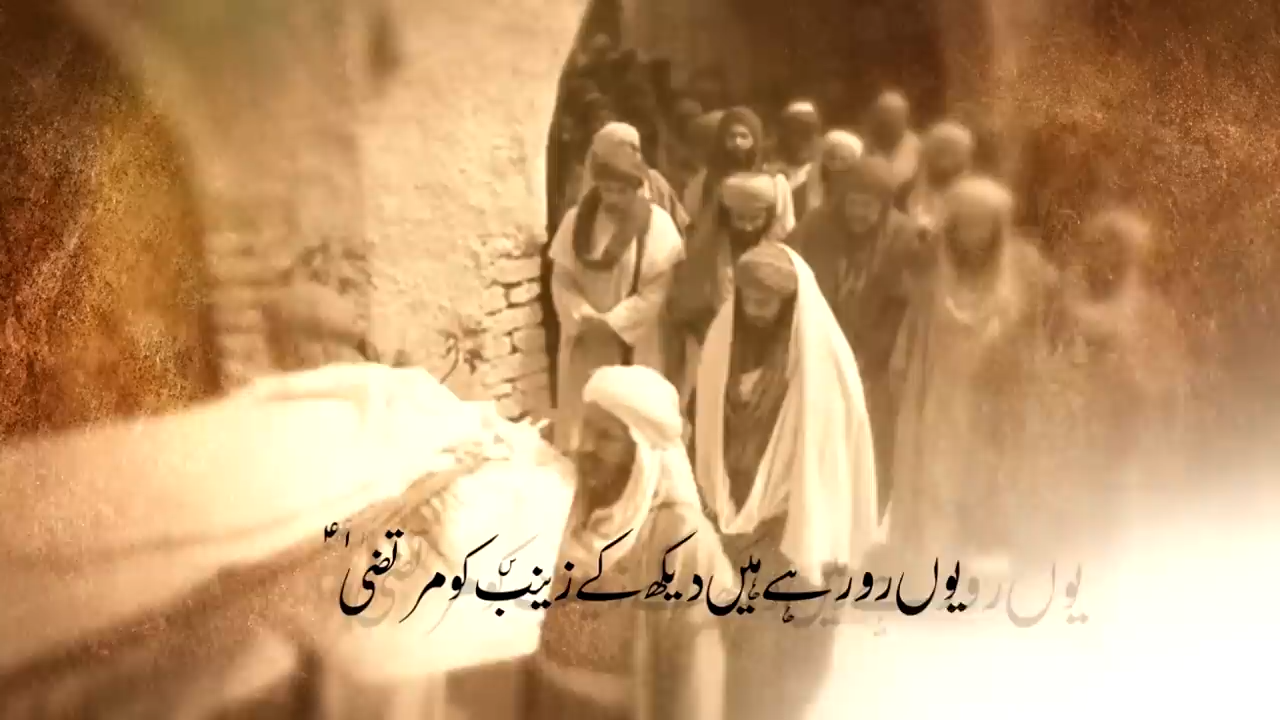 یوں رو رہے ہیں دیکھ کے زینبؑ کو مرتضیٰؑ